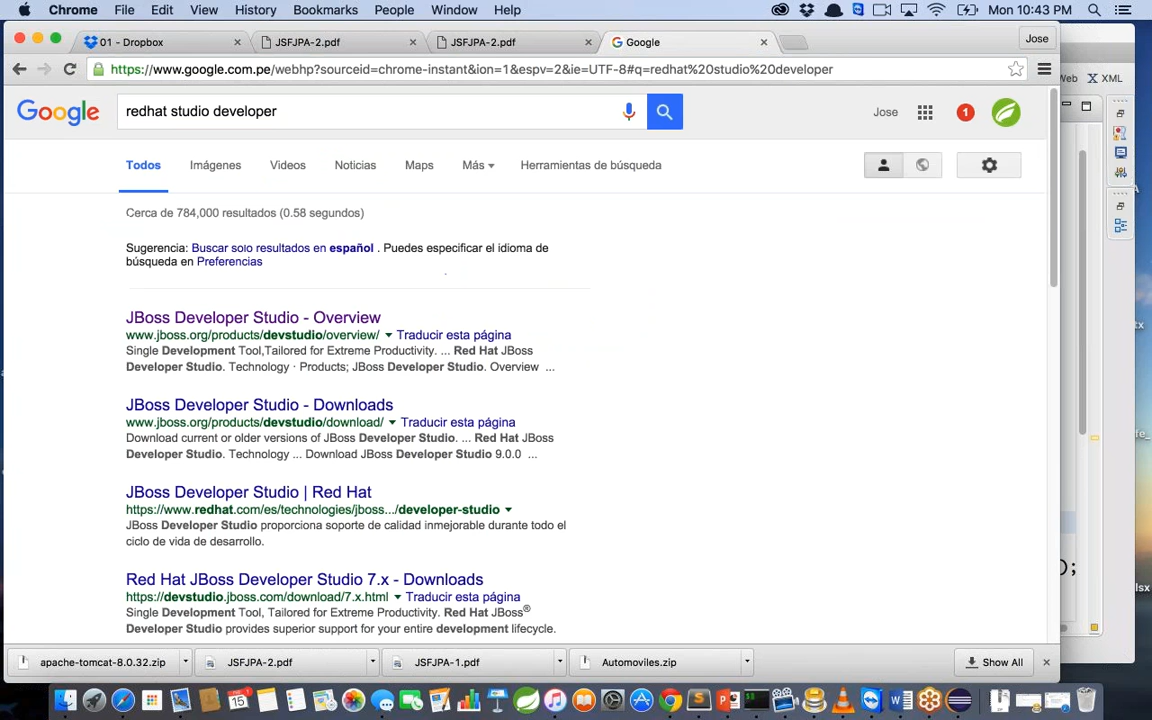 Chrome File Edit View History Bookmarks People Window Help Mon 10:43 PM
01 - Dropbox JSFJPA-2.pdf JSFJPA-2.pdf Google Jose
https://www.google.com.pe/webhp?sourceid=chrome-instant&ion=1&espv=2&ie=UTF-8#q=redhat%20studio%20developer
Web XML
Google redhat studio developer Jose 1
Todos Imágenes Videos Noticias Maps Más Herramientas de búsqueda
Cerca de 784,000 resultados (0.58 segundos)
Sugerencia: Buscar solo resultados en español . Puedes especificar el idioma de
búsqueda en Preferencias
JBoss Developer Studio - Overview
www.jboss.org/products/devstudio/overview/ Traducir esta página
Single Development Tool,Tailored for Extreme Productivity. ... Red Hat JBoss
Developer Studio. Technology · Products; JBoss Developer Studio. Overview ...
JBoss Developer Studio - Downloads
www.jboss.org/products/devstudio/download/ Traducir esta página
Download current or older versions of JBoss Developer Studio. ... Red Hat JBoss
Developer Studio. Technology ... Download JBoss Developer Studio 9.0.0 ...
JBoss Developer Studio | Red Hat
https://www.redhat.com/es/technologies/jboss.../developer-studio
JBoss Developer Studio proporciona soporte de calidad inmejorable durante todo el
ciclo de vida de desarrollo.
Red Hat JBoss Developer Studio 7.x - Downloads
https://devstudio.jboss.com/download/7.x.html Traducir esta página
Single Development Tool, Tailored for Extreme Productivity. Red Hat JBoss®
Developer Studio provides superior support for your entire development lifecycle.
);
apache-tomcat-8.0.32.zip JSFJPA-2.pdf JSFJPA-1.pdf Automoviles.zip Show All
15